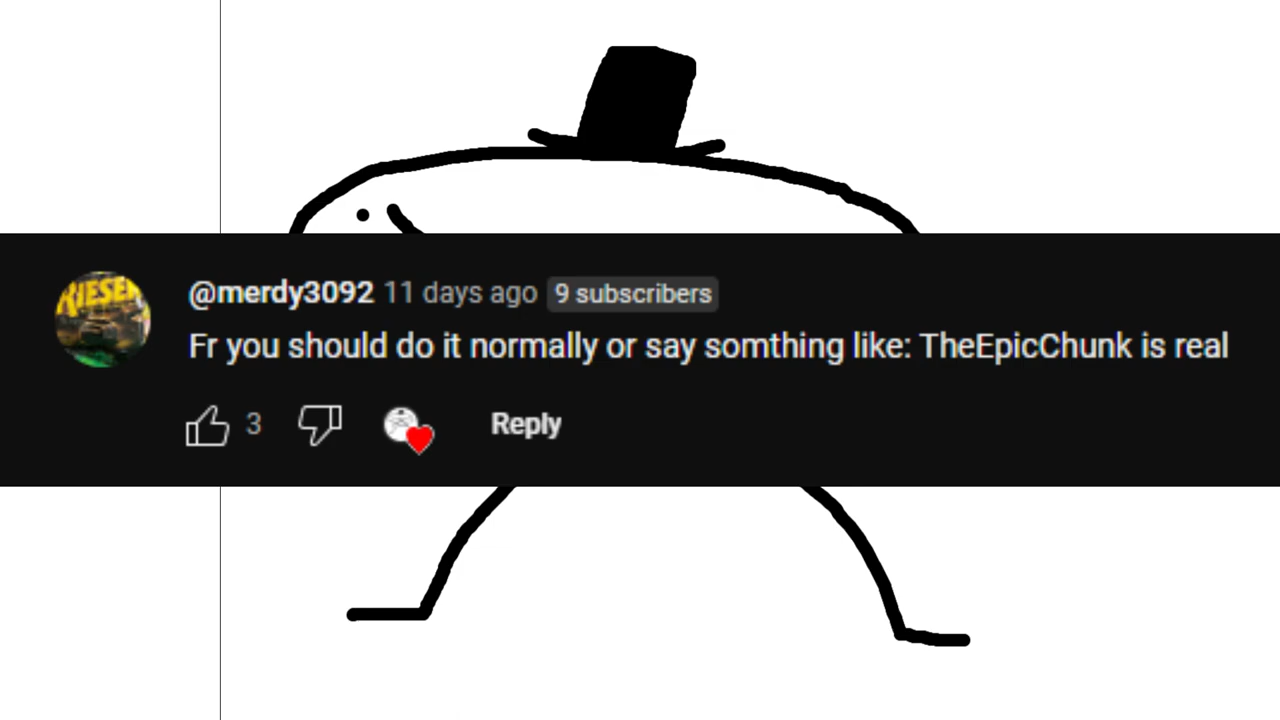 RIESEN
@merdy3092 11 days ago 9 subscribers
Fr you should do it normally or say somthing like: TheEpicChunk is real
3 Reply